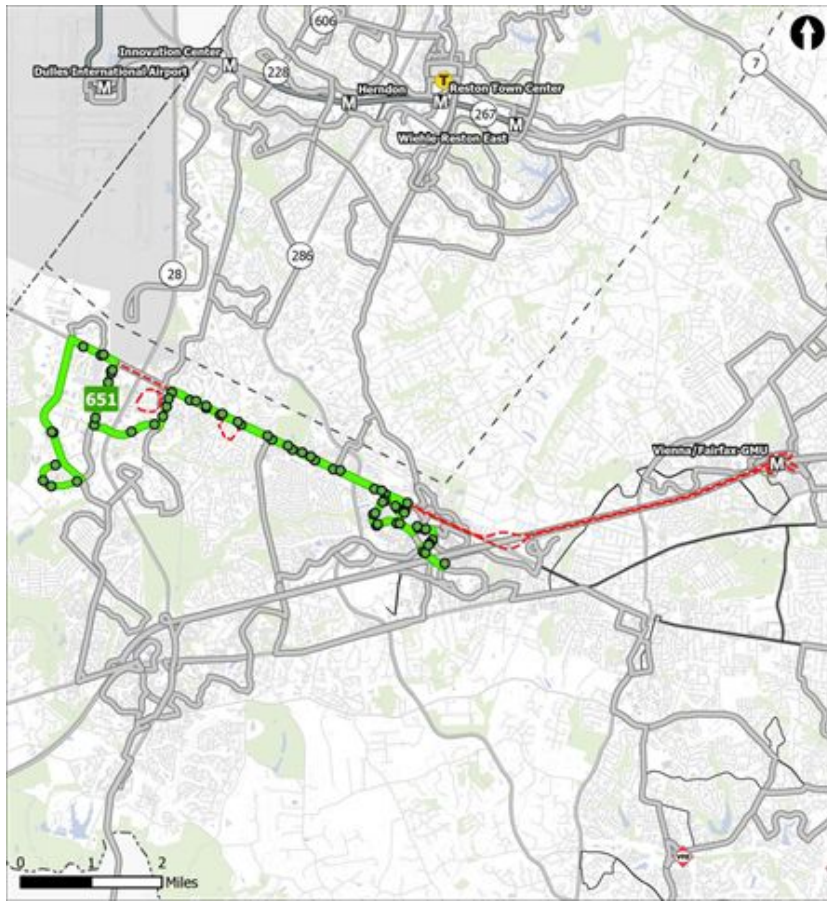 606
Innovation Center
228
Dulles International Airport
7
T
M
M
Herndon
M
Reston Town Center
M
267
M
Wiehle-Reston East
286
28
651
Vienna/Fairfax-GMU
M
VRE
0 1 2
Miles